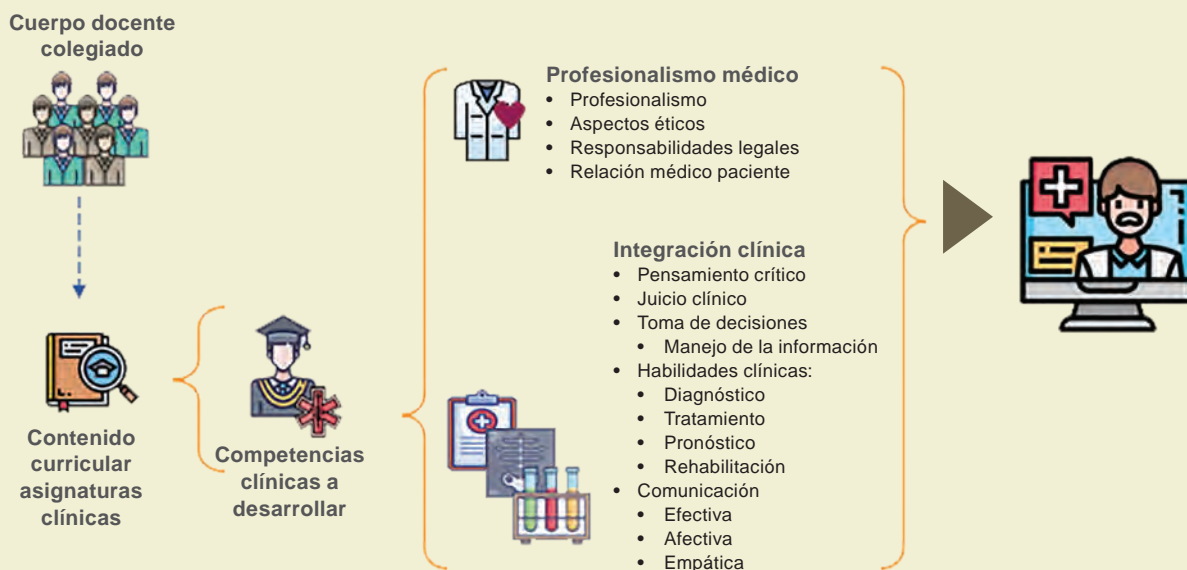 Cuerpo docente
colegiado
Contenido
curricular
asignaturas
clínicas
Competencias
clínicas a
desarrollar
Profesionalismo médico
• Profesionalismo
• Aspectos éticos
• Responsabilidades legales
• Relación médico paciente
Integración clínica
• Pensamiento crítico
• Juicio clínico
• Toma de decisiones
• Manejo de la información
• Habilidades clínicas:
• Diagnóstico
• Tratamiento
• Pronóstico
• Rehabilitación
• Comunicación
• Efectiva
• Afectiva
• Empática